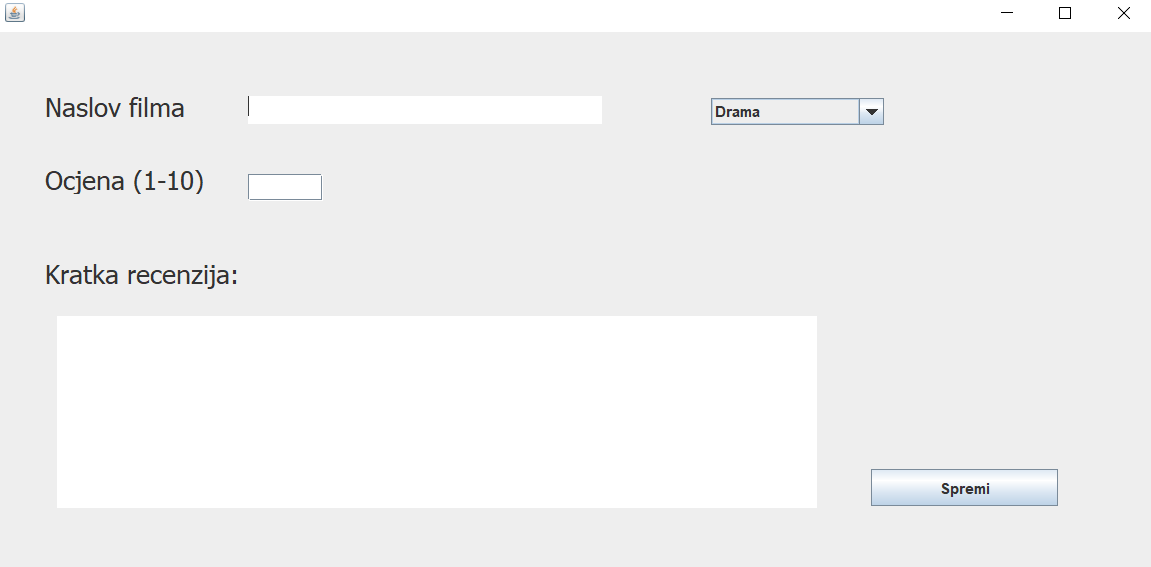 Naslov filma
Drama
Ocjena (1-10)
Kratka recenzija:
Spremi